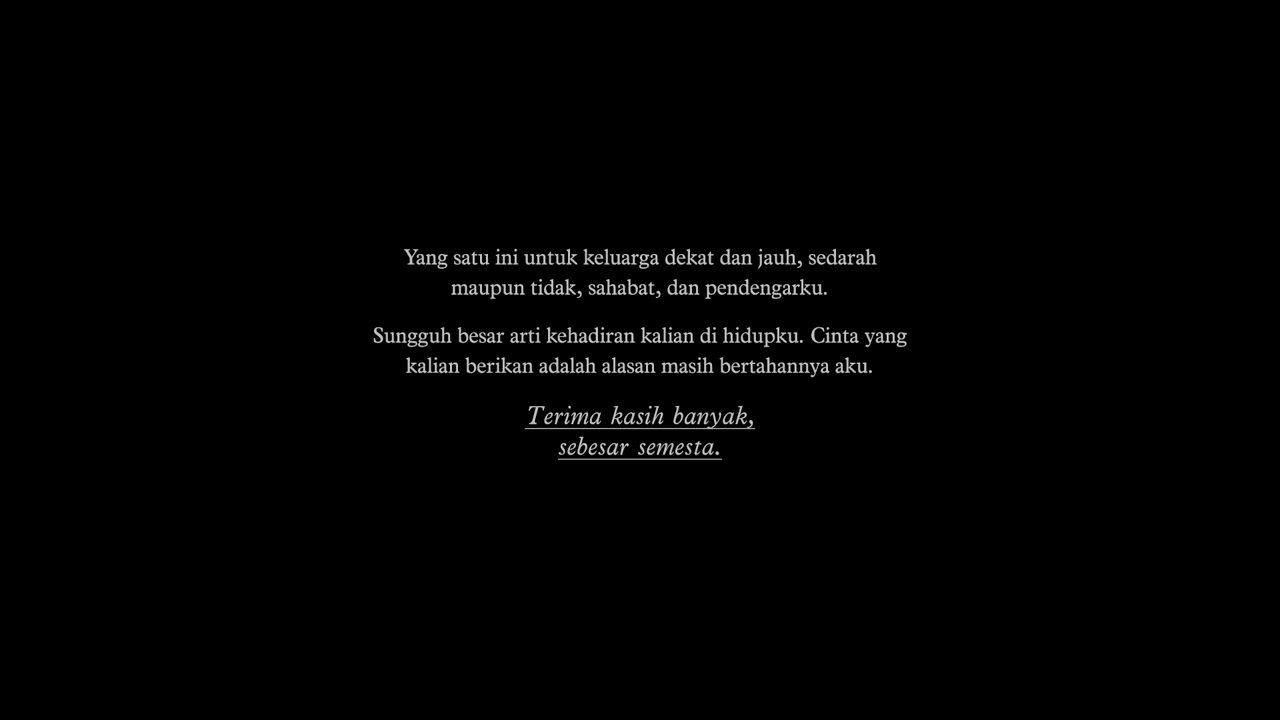 Yang satu ini untuk keluarga dekat dan jauh, sedarah
maupun tidak, sahabat, dan pendengarku.
Sungguh besar arti kehadiran kalian di hidupku. Cinta yang
kalian berikan adalah alasan masih bertahannya aku.
Terima kasih banyak,
sebesar semesta.